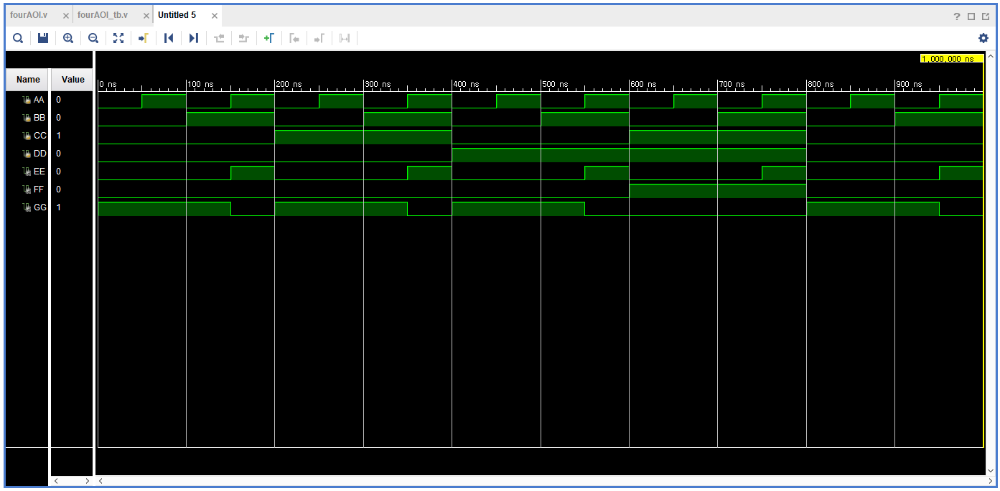 fourAOI.v fourAOI_tb.v Untitled 5
1,000,000 ns
Name Value
0 ns 100 ns 200 ns 300 ns 400 ns 500 ns 600 ns 700 ns 800 ns 900 ns
AA 0
BB 0
CC 1
DD 0
EE 0
FF 0
GG 1